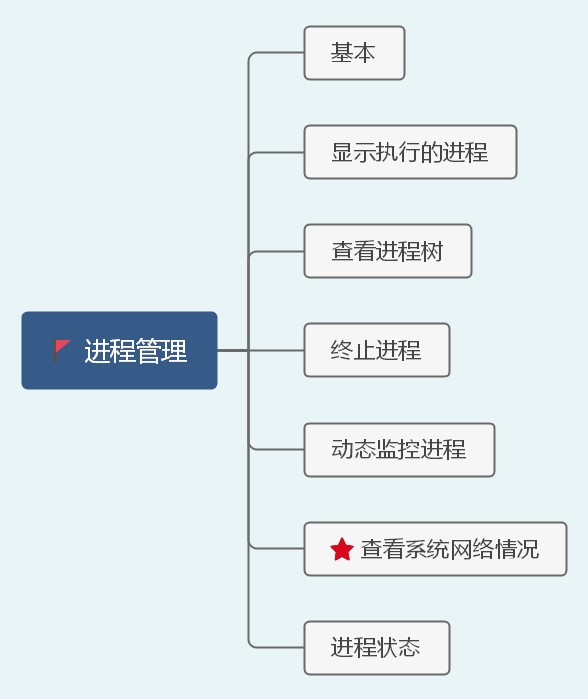 基本
显示执行的进程
查看进程树
进程管理
终止进程
动态监控进程
查看系统网络情况
进程状态